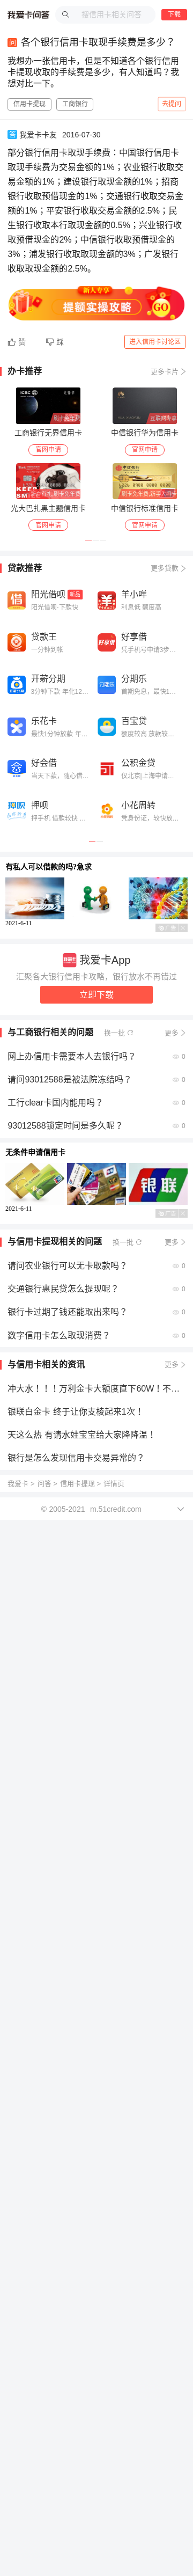 我爱卡问答
搜信用卡相关问答
下载
问 各个银行信用卡取现手续费是多少？
我想办一张信用卡，但是不知道各个银行信用卡提现收取的手续费是多少，有人知道吗？我想对比一下。
信用卡提现
工商银行
去提问
答 我爱卡卡友 2016-07-30
部分银行信用卡取现手续费：中国银行信用卡取现手续费为交易金额的1%；农业银行收取交易金额的1%；建设银行取现金额的1%；招商银行收取预借现金的1%；交通银行收取交易金额的1%；平安银行收取交易金额的2.5%；民生银行收取本行取现金额的0.5%；兴业银行收取预借现金的2%；中信银行收取预借现金的3%；浦发银行收取取现金额的3%；广发银行收取取现金额的2.5%。
新人专享
提额实操攻略
GO
赞
踩
进入信用卡讨论区
办卡推荐
更多卡片
工商银行无界信用卡
官网申请
中信银行华为信用卡
官网申请
光大巴扎黑主题信用卡
官网申请
中信银行标准信用卡
官网申请
贷款推荐
更多贷款
阳光借呗 新品
阳光借呗-下款快
羊小咩
利息低 额度高
贷款王
一分钟到账
好享借
凭手机号申请3步...
开薪分期
3分钟下款 年化12...
分期乐
首期免息，最快1...
乐花卡
最快1分钟放款 年...
百宝贷
额度较高 放款较...
好会借
当天下款，随心借...
公积金贷
仅北京|上海申请...
押呗
押手机 借款较快 ...
小花周转
凭身份证，较快放...
有人私人可以借款的吗?急求
2021-6-11
广告
我爱卡App
汇聚各大银行信用卡攻略，银行放水不再错过
立即下载
与工商银行相关的问题
换一批
更多
网上办信用卡需要本人去银行吗？
0
请问93012588是被法院冻结吗？
0
工行clear卡国内能用吗？
0
93012588锁定时间是多久呢？
0
无条件申请信用卡
银联
2021-6-11
广告
与信用卡提现相关的问题
换一批
更多
请问农业银行可以无卡取款吗？
0
交通银行惠民贷怎么提现呢？
0
银行卡过期了钱还能取出来吗？
0
数字信用卡怎么取现消费？
0
与信用卡相关的资讯
更多
冲大水！！！万利金卡大额度直下60W！不...
银联白金卡 终于让你支棱起来1次！
天这么热 有请水娃宝宝给大家降降温！
银行是怎么发现信用卡交易异常的？
我爱卡 > 问答 > 信用卡提现 > 详情页
© 2005-2021 m.51credit.com